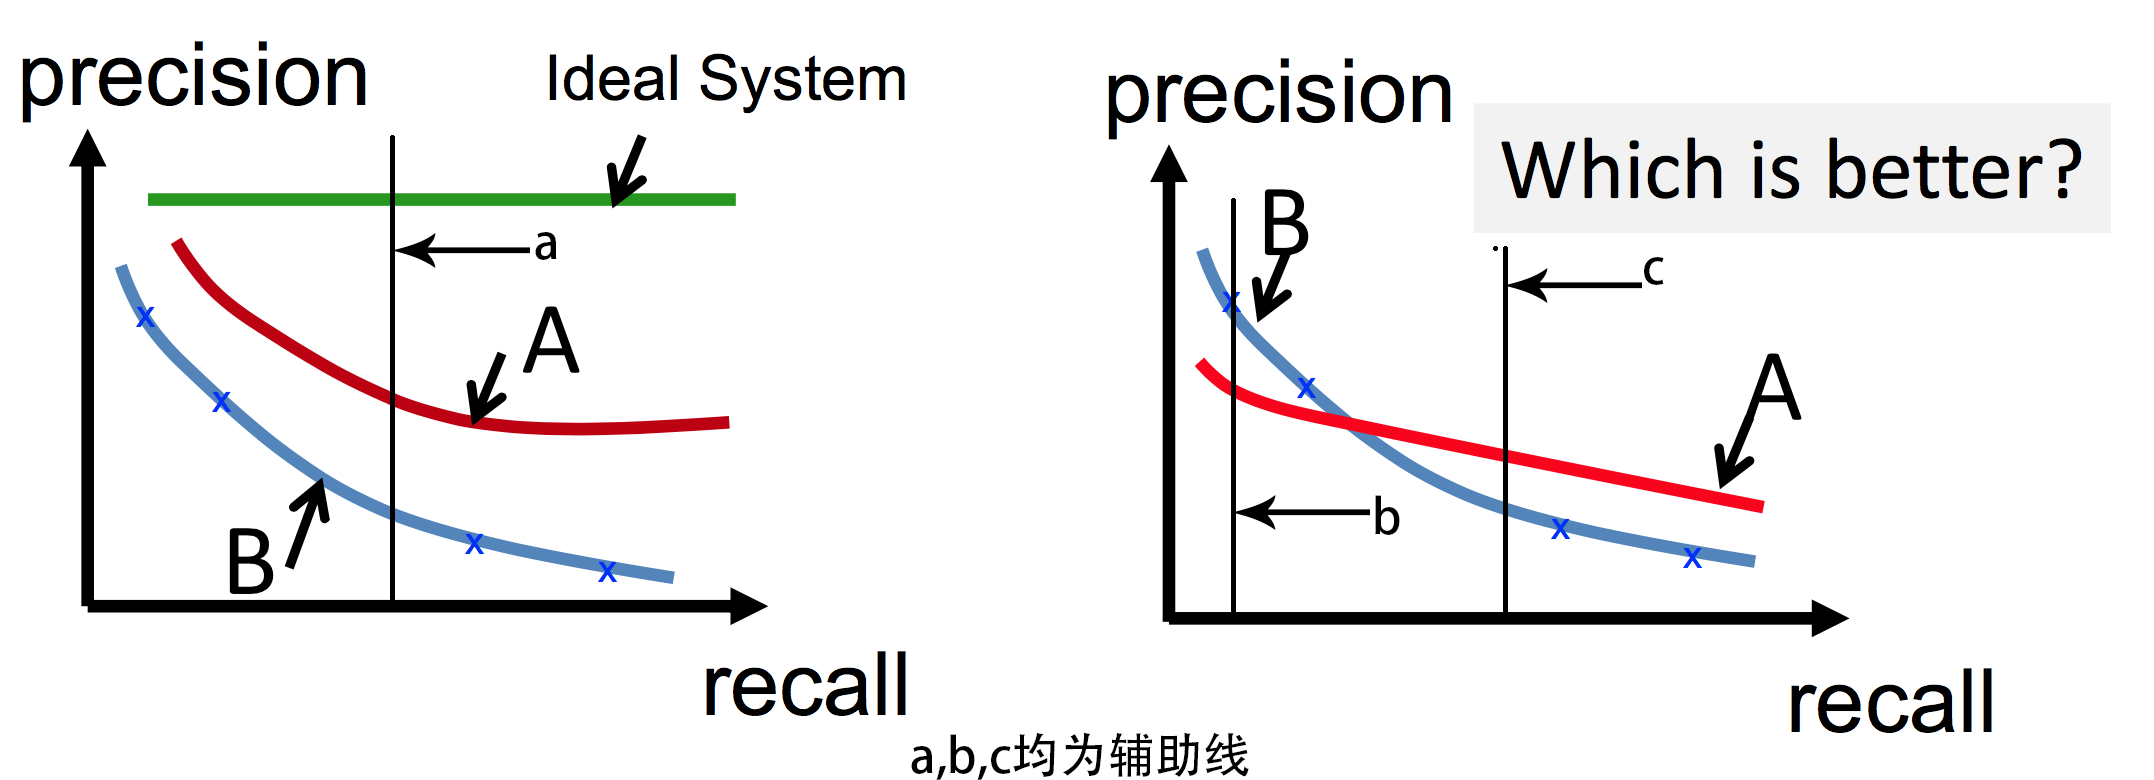 precision
Ideal System
a
A
B
recall
precision
Which is better?
B
c
A
b
recall
x
x
x
x
x
x
x
x
a,b,c均为辅助线